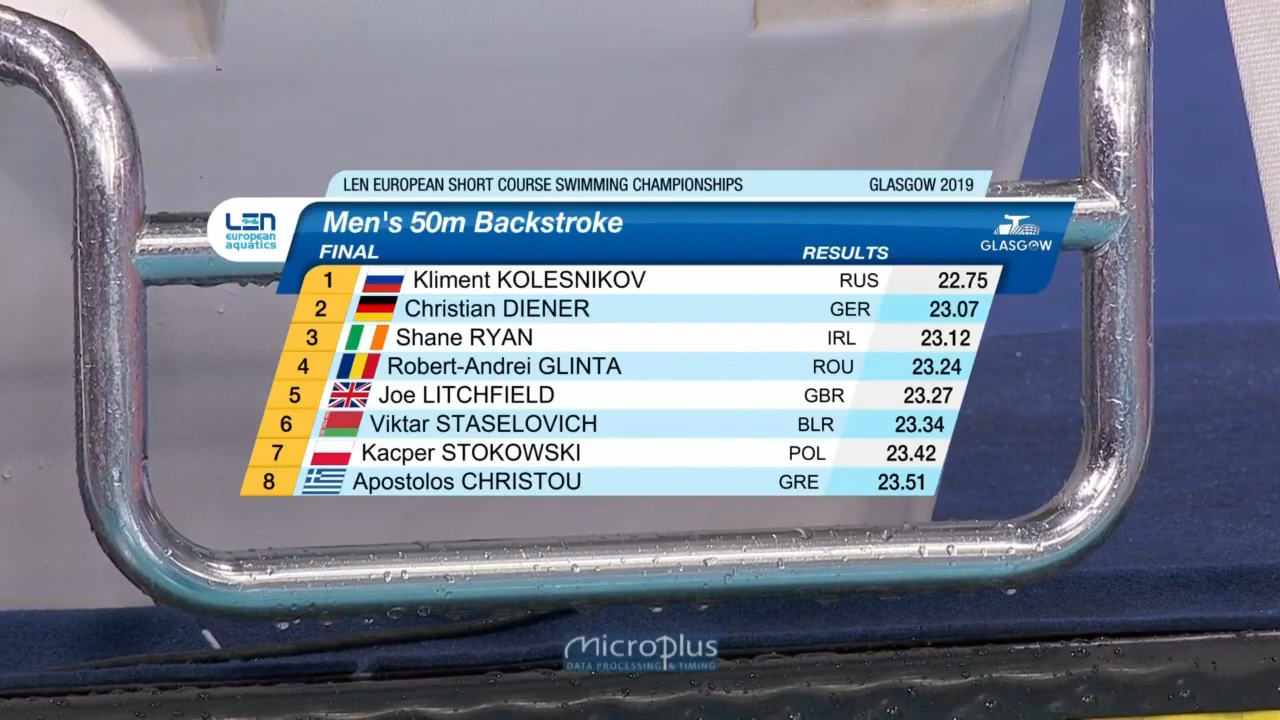 LEN EUROPEAN SHORT COURSE SWIMMING CHAMPIONSHIPS GLASGOW 2019
LEN european aquatics
Men's 50m Backstroke
GLASGOW
FINAL RESULTS
1 Kliment KOLESNIKOV RUS 22.75
2 Christian DIENER GER 23.07
3 Shane RYAN IRL 23.12
4 Robert-Andrei GLINTA ROU 23.24
5 Joe LITCHFIELD GBR 23.27
6 Viktar STASELOVICH BLR 23.34
7 Kacper STOKOWSKI POL 23.42
8 Apostolos CHRISTOU GRE 23.51
Microplus
DATA PROCESSING & TIMING